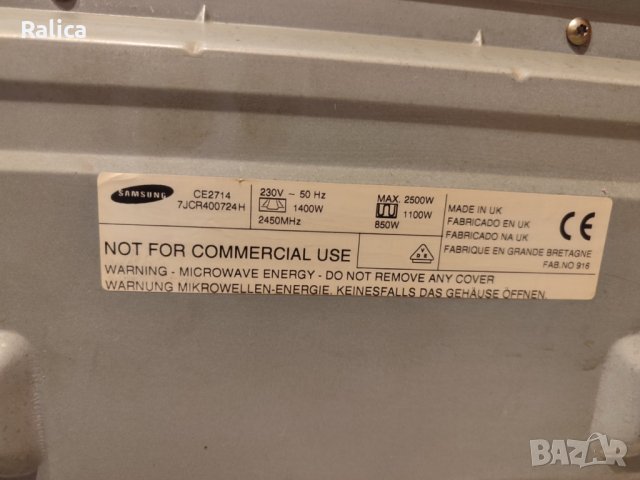 Ralica
SAMSUNG
CE2714
7JCR400724H
230V ~ 50 Hz
1400W
2450MHz
MAX. 2500W
1100W
850W
MADE IN UK
FABRICADO EN UK
FABRICADO NA UK
FABRIQUE EN GRANDE BRETAGNE
FAB.NO 916
CE
VDE
NOT FOR COMMERCIAL USE
WARNING - MICROWAVE ENERGY - DO NOT REMOVE ANY COVER
WARNUNG MIKROWELLEN-ENERGIE, KEINESFALLS DAS GEHÄUSE ÖFFNEN.
BAZAR